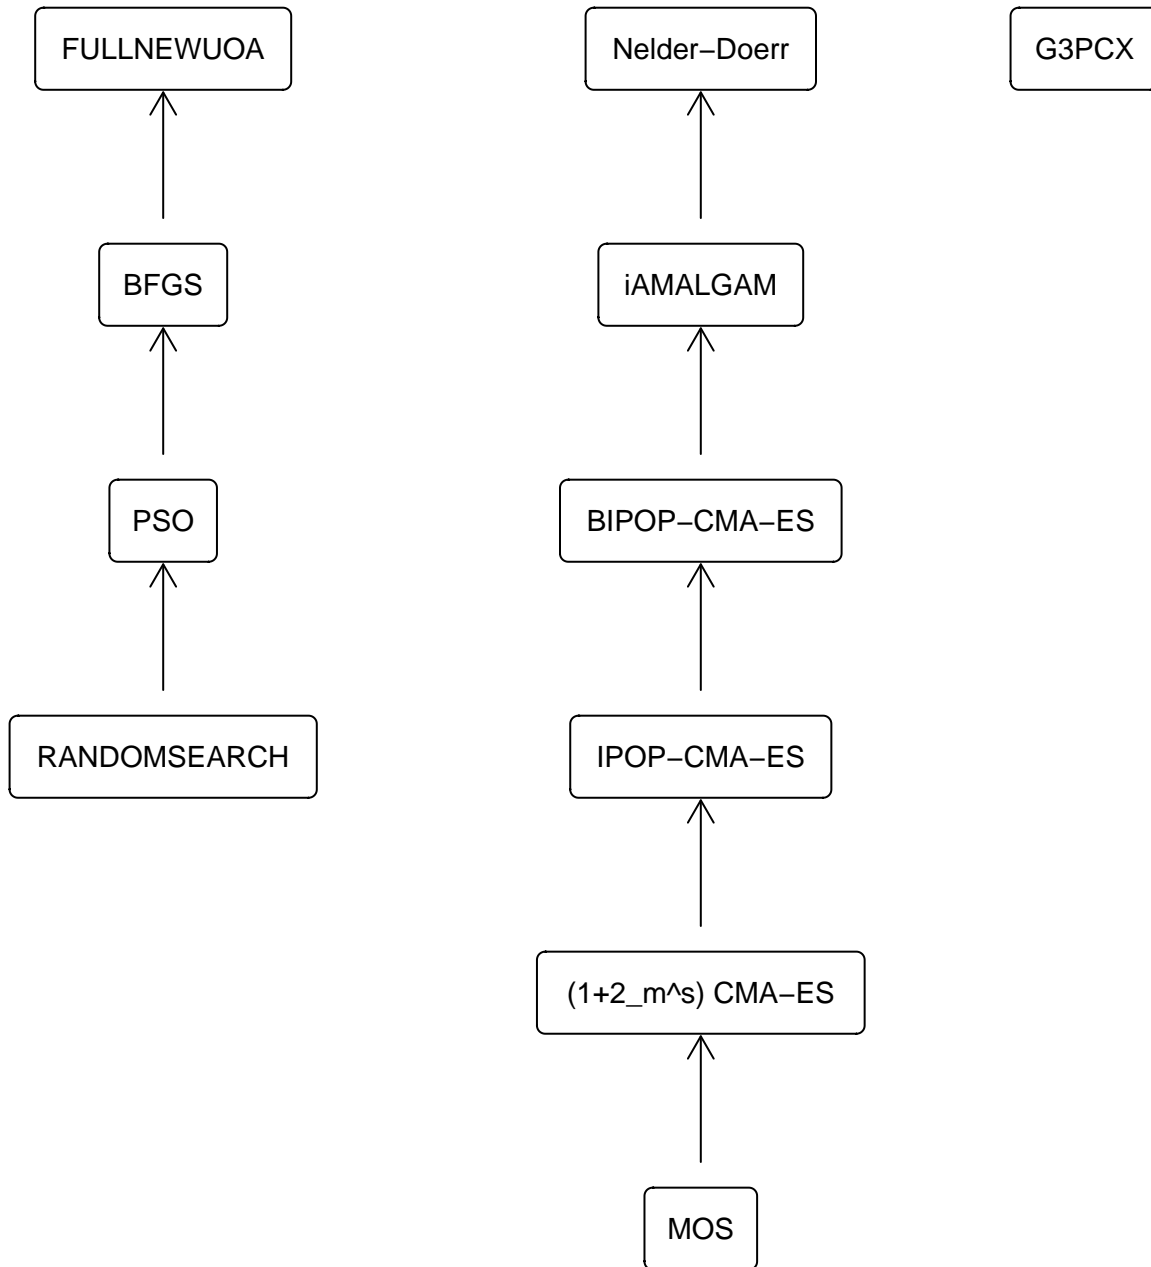 FULLNEWUOA
Nelder−Doerr
G3PCX
BFGS
iAMALGAM
PSO
BIPOP−CMA−ES
RANDOMSEARCH
IPOP−CMA−ES
(1+2_m^s) CMA−ES
MOS